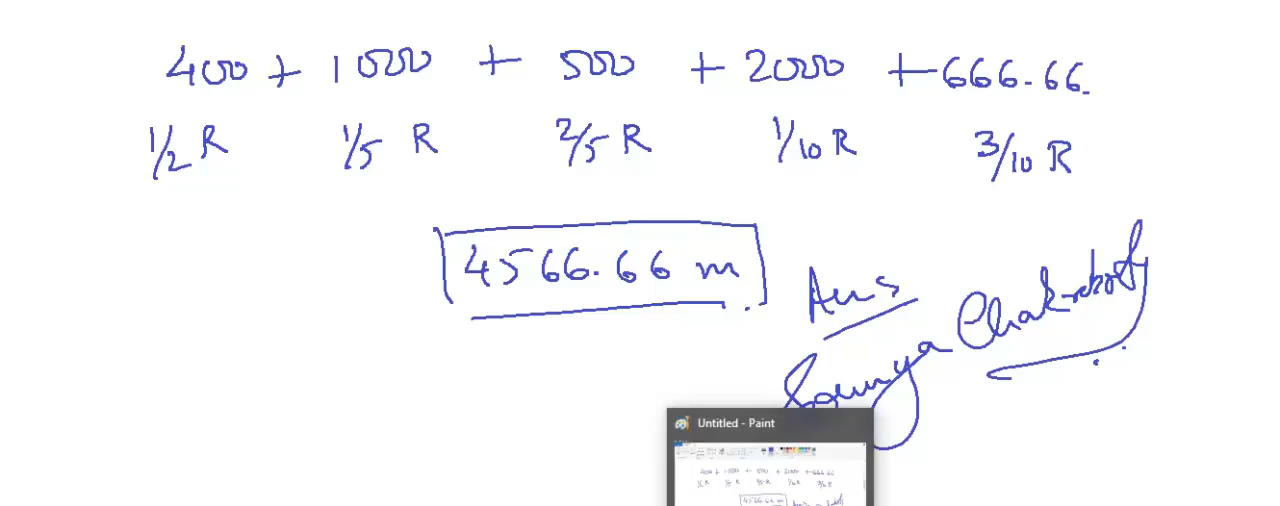 400 + 1000 + 500 + 2000 + 666.66.
1/2 R 1/5 R 2/5 R 1/10 R 3/10 R
4566.66 m
Ans
Soumya Chakraborty
Untitled - Paint